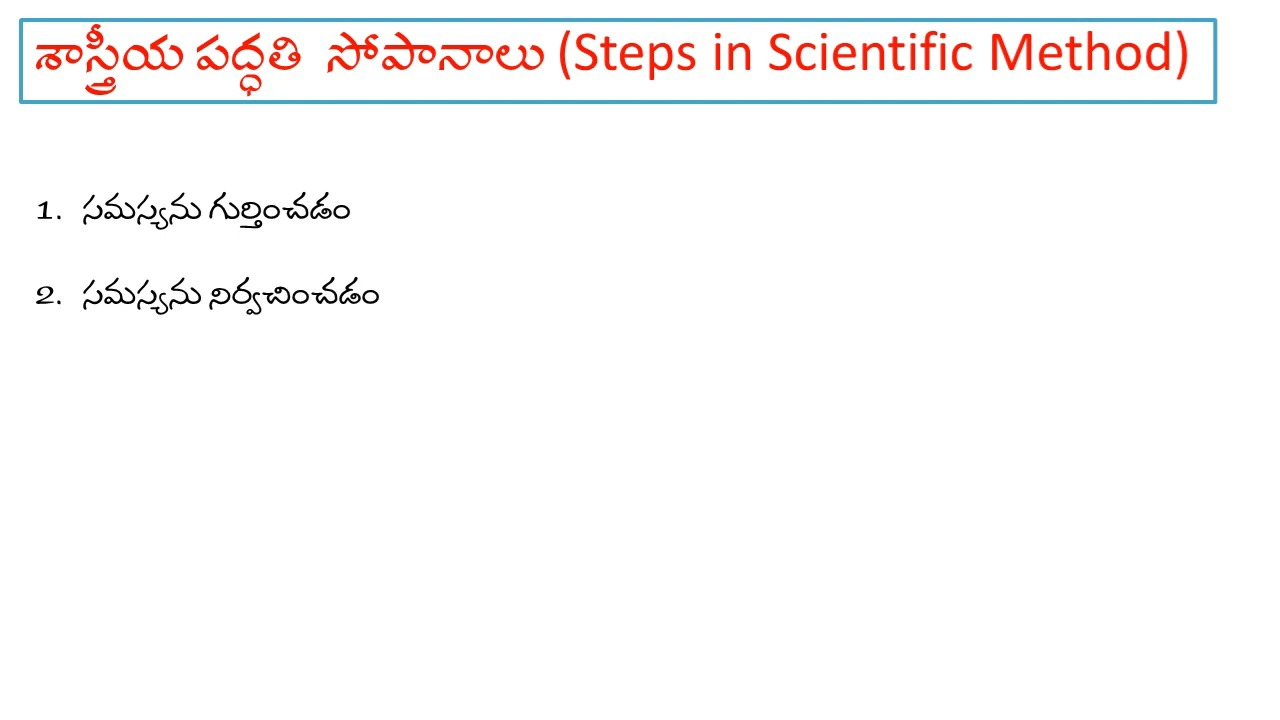 శాస్త్రీయ పద్ధతి సోపానాలు (Steps in Scientific Method)
1. సమస్యను గుర్తించడం
2. సమస్యను నిర్వచించడం